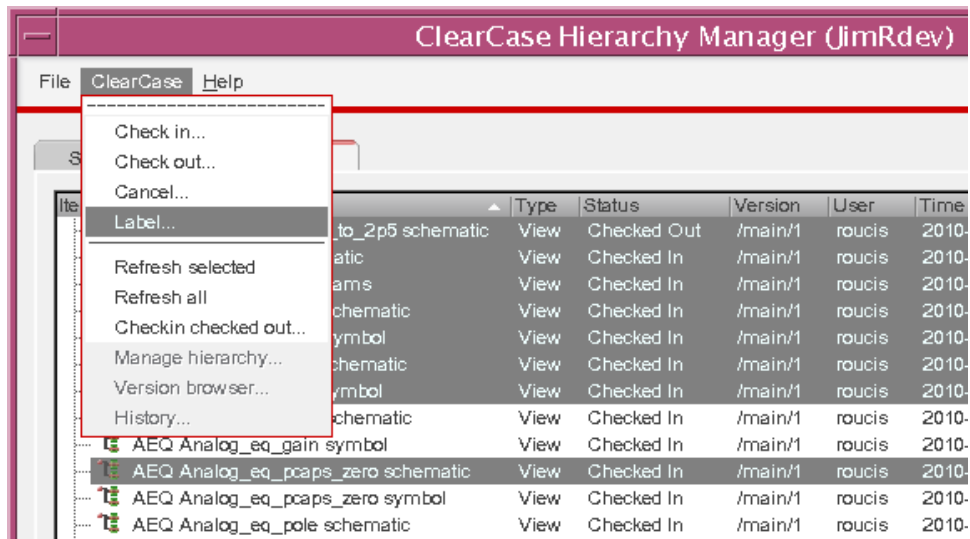 ClearCase Hierarchy Manager (JimRdev)
File ClearCase Help
Check in...
Check out...
Cancel...
Label...
Refresh selected
Refresh all
Checkin checked out...
Manage hierarchy...
Version browser...
History...
S
Ite Type Status Version User Time
_to_2p5 schematic View Checked Out /main/1 roucis 2010-
atic View Checked In /main/1 roucis 2010-
ams View Checked In /main/1 roucis 2010-
chematic View Checked In /main/1 roucis 2010-
ymbol View Checked In /main/1 roucis 2010-
chematic View Checked In /main/1 roucis 2010-
ymbol View Checked In /main/1 roucis 2010-
chematic View Checked In /main/1 roucis 2010-
AEQ Analog_eq_gain symbol View Checked In /main/1 roucis 2010-
AEQ Analog_eq_pcaps_zero schematic View Checked In /main/1 roucis 2010-
AEQ Analog_eq_pcaps_zero symbol View Checked In /main/1 roucis 2010-
AEQ Analog_eq_pole schematic View Checked In /main/1 roucis 2010-